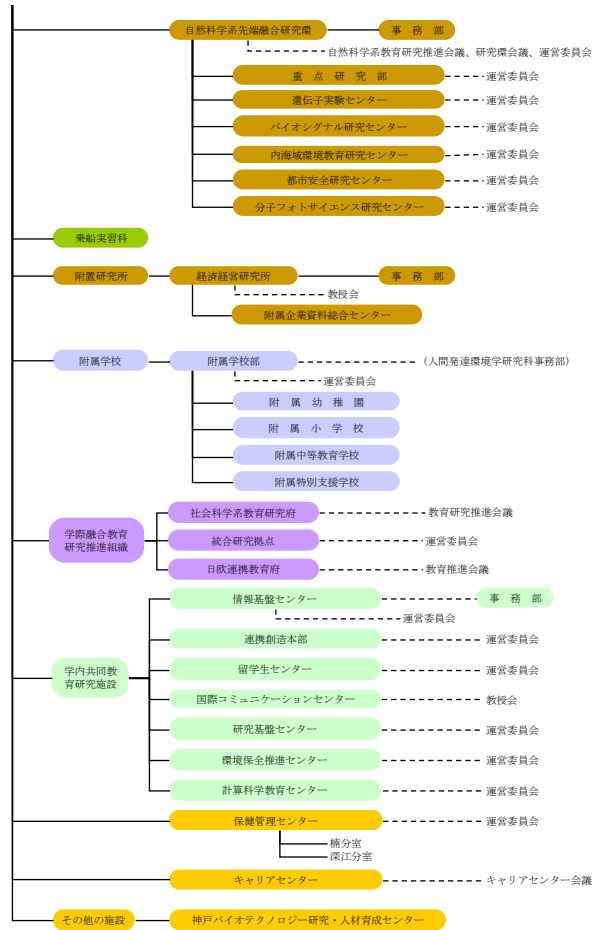 自然科学系先端融合研究環
事　務　部
自然科学系教育研究推進会議、研究環会議、運営委員会
重　点　研　究　部
運営委員会
遺伝子実験センター
運営委員会
バイオシグナル研究センター
運営委員会
内海域環境教育研究センター
運営委員会
都市安全研究センター
運営委員会
分子フォトサイエンス研究センター
運営委員会
乗船実習科
附置研究所
経済経営研究所
事　務　部
教授会
附属企業資料総合センター
附属学校
附属学校部
（人間発達環境学研究科事務部）
運営委員会
附　属　幼　稚　園
附　属　小　学　校
附属中等教育学校
附属特別支援学校
学際融合教育
研究推進組織
社会科学系教育研究府
教育研究推進会議
統合研究拠点
運営委員会
日欧連携教育府
教育推進会議
学内共同教
育研究施設
情報基盤センター
事　務　部
運営委員会
連携創造本部
運営委員会
留学生センター
運営委員会
国際コミュニケーションセンター
教授会
研究基盤センター
運営委員会
環境保全推進センター
運営委員会
計算科学教育センター
運営委員会
保健管理センター
運営委員会
楠分室
深江分室
キャリアセンター
キャリアセンター会議
その他の施設
神戸バイオテクノロジー研究・人材育成センター